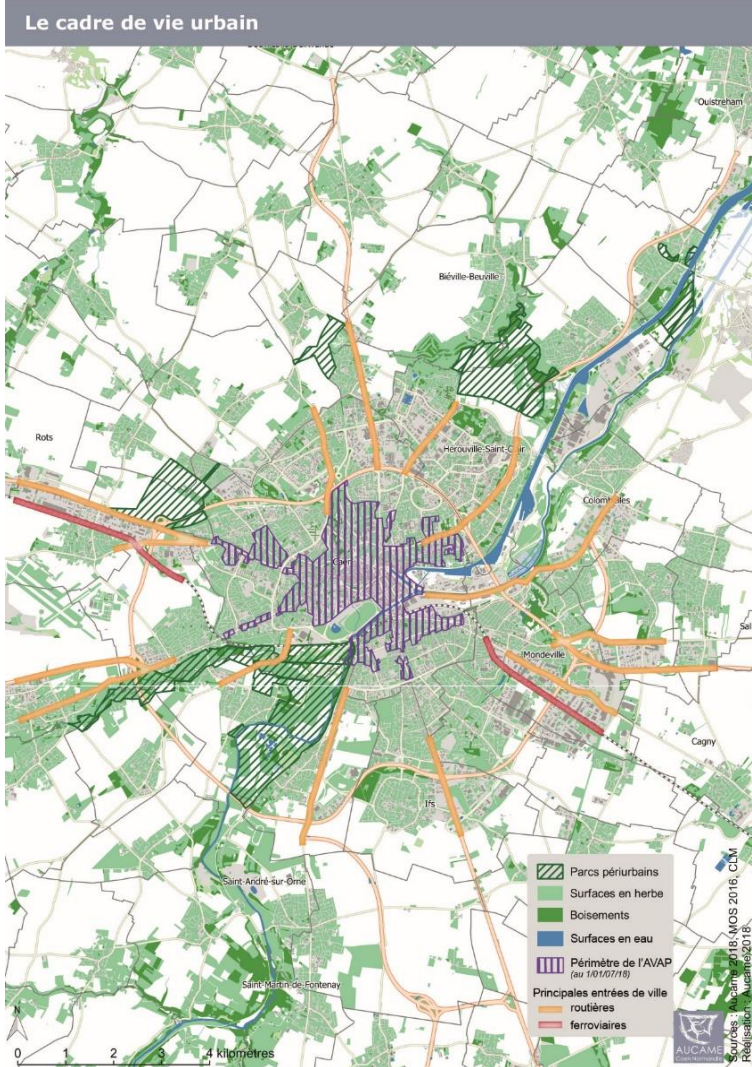 Le cadre de vie urbain
Ouistreham
Biéville-Beuville
Rots
Hérouville-Saint-Clair
Colombelles
Caen
Mondeville
Cagny
Ifs
Saint-André-sur-Orne
Saint-Martin-de-Fontenay
Parcs périurbains
Surfaces en herbe
Boisements
Surfaces en eau
Périmètre de l'AVAP
(au 1/01/07/18)
Principales entrées de ville
routières
ferroviaires
N
0 1 2 3 4 kilomètres
AUCAME
Caen Normandie
Sources : Aucame 2018, MOS 2016, CLM
Réalisation : Aucame 2018